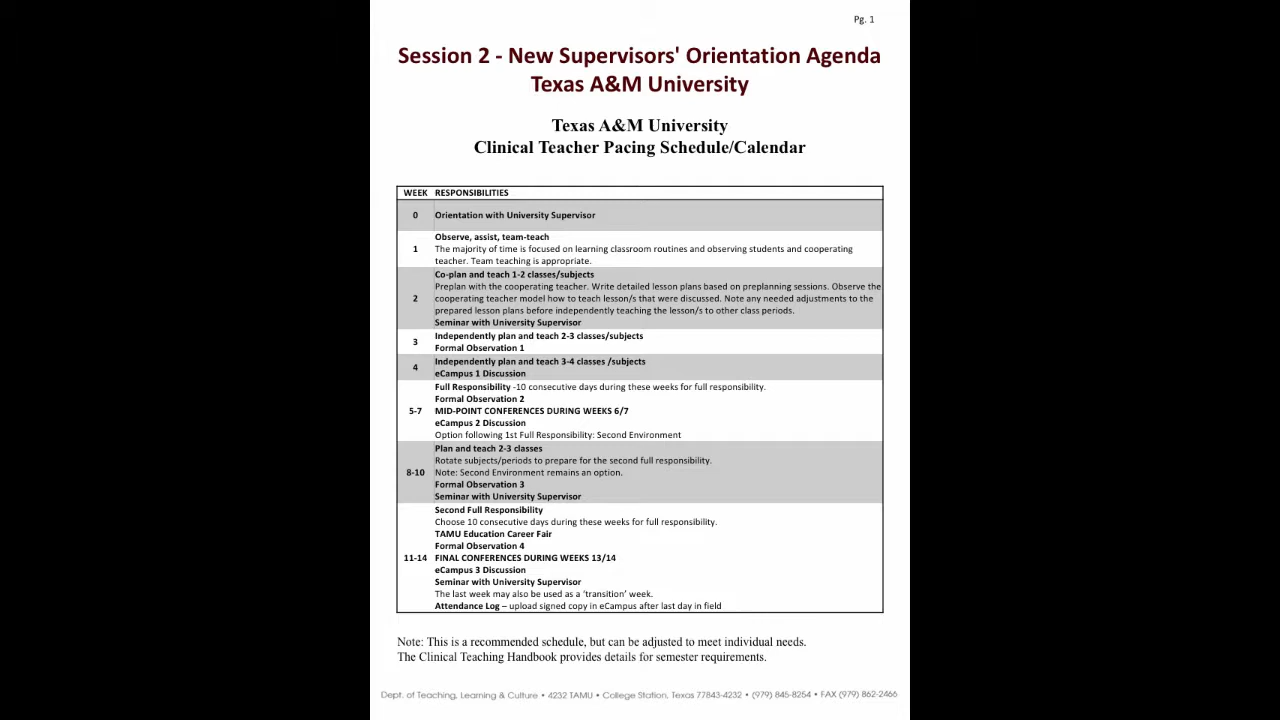 Pg. 1
Session 2 - New Supervisors' Orientation Agenda
Texas A&M University
Texas A&M University
Clinical Teacher Pacing Schedule/Calendar
WEEK RESPONSIBILITIES
0 Orientation with University Supervisor
Observe, assist, team-teach
1 The majority of time is focused on learning classroom routines and observing students and cooperating
teacher. Team teaching is appropriate.
Co-plan and teach 1-2 classes/subjects
Preplan with the cooperating teacher. Write detailed lesson plans based on preplanning sessions. Observe the
2 cooperating teacher model how to teach lesson/s that were discussed. Note any needed adjustments to the
prepared lesson plans before independently teaching the lesson/s to other class periods.
Seminar with University Supervisor
3 Independently plan and teach 2-3 classes/subjects
Formal Observation 1
4 Independently plan and teach 3-4 classes /subjects
eCampus 1 Discussion
Full Responsibility -10 consecutive days during these weeks for full responsibility.
Formal Observation 2
5-7 MID-POINT CONFERENCES DURING WEEKS 6/7
eCampus 2 Discussion
Option following 1st Full Responsibility: Second Environment
Plan and teach 2-3 classes
Rotate subjects/periods to prepare for the second full responsibility.
8-10 Note: Second Environment remains an option.
Formal Observation 3
Seminar with University Supervisor
Second Full Responsibility
Choose 10 consecutive days during these weeks for full responsibility.
TAMU Education Career Fair
Formal Observation 4
11-14 FINAL CONFERENCES DURING WEEKS 13/14
eCampus 3 Discussion
Seminar with University Supervisor
The last week may also be used as a ‘transition’ week.
Attendance Log – upload signed copy in eCampus after last day in field
Note: This is a recommended schedule, but can be adjusted to meet individual needs.
The Clinical Teaching Handbook provides details for semester requirements.
Dept. of Teaching, Learning & Culture • 4232 TAMU • College Station, Texas 77843-4232 • (979) 845-8254 • FAX (979) 862-2466